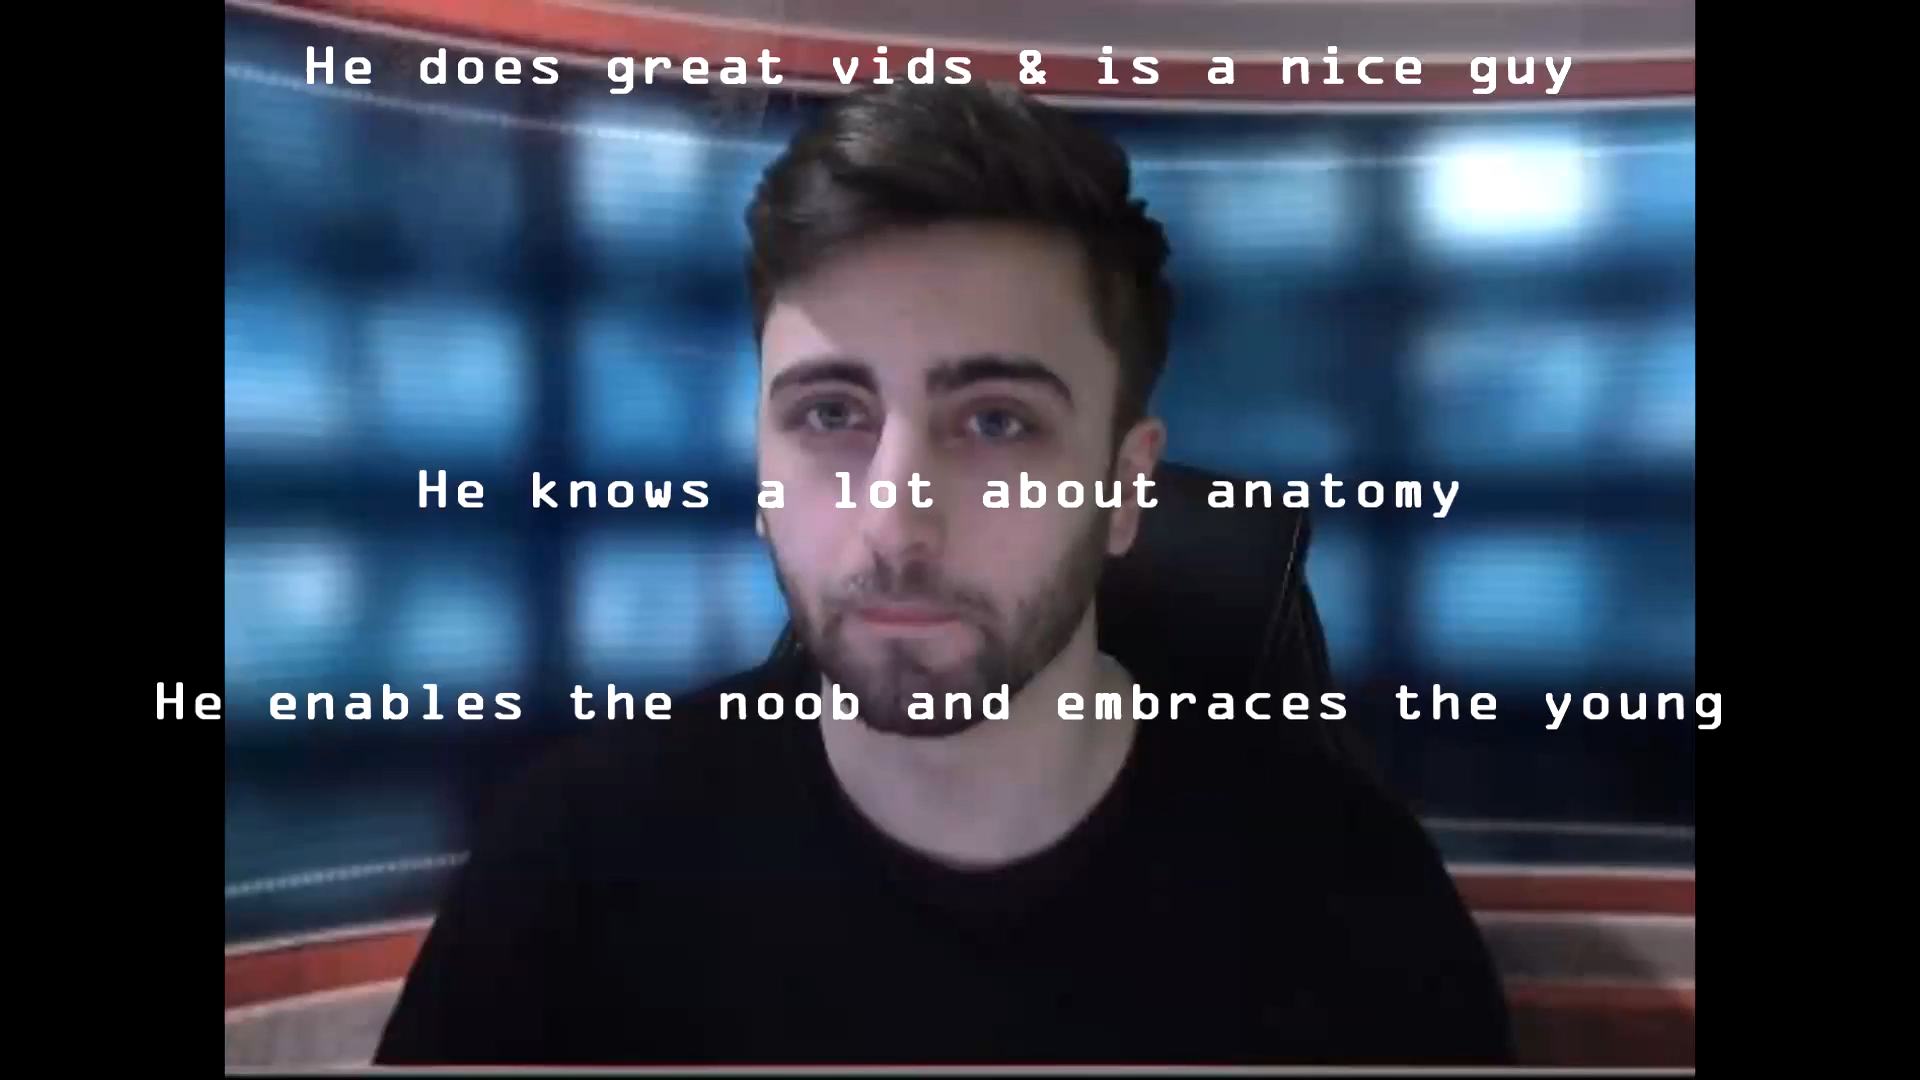 He does great vids & is a nice guy
He knows a lot about anatomy
He enables the noob and embraces the young